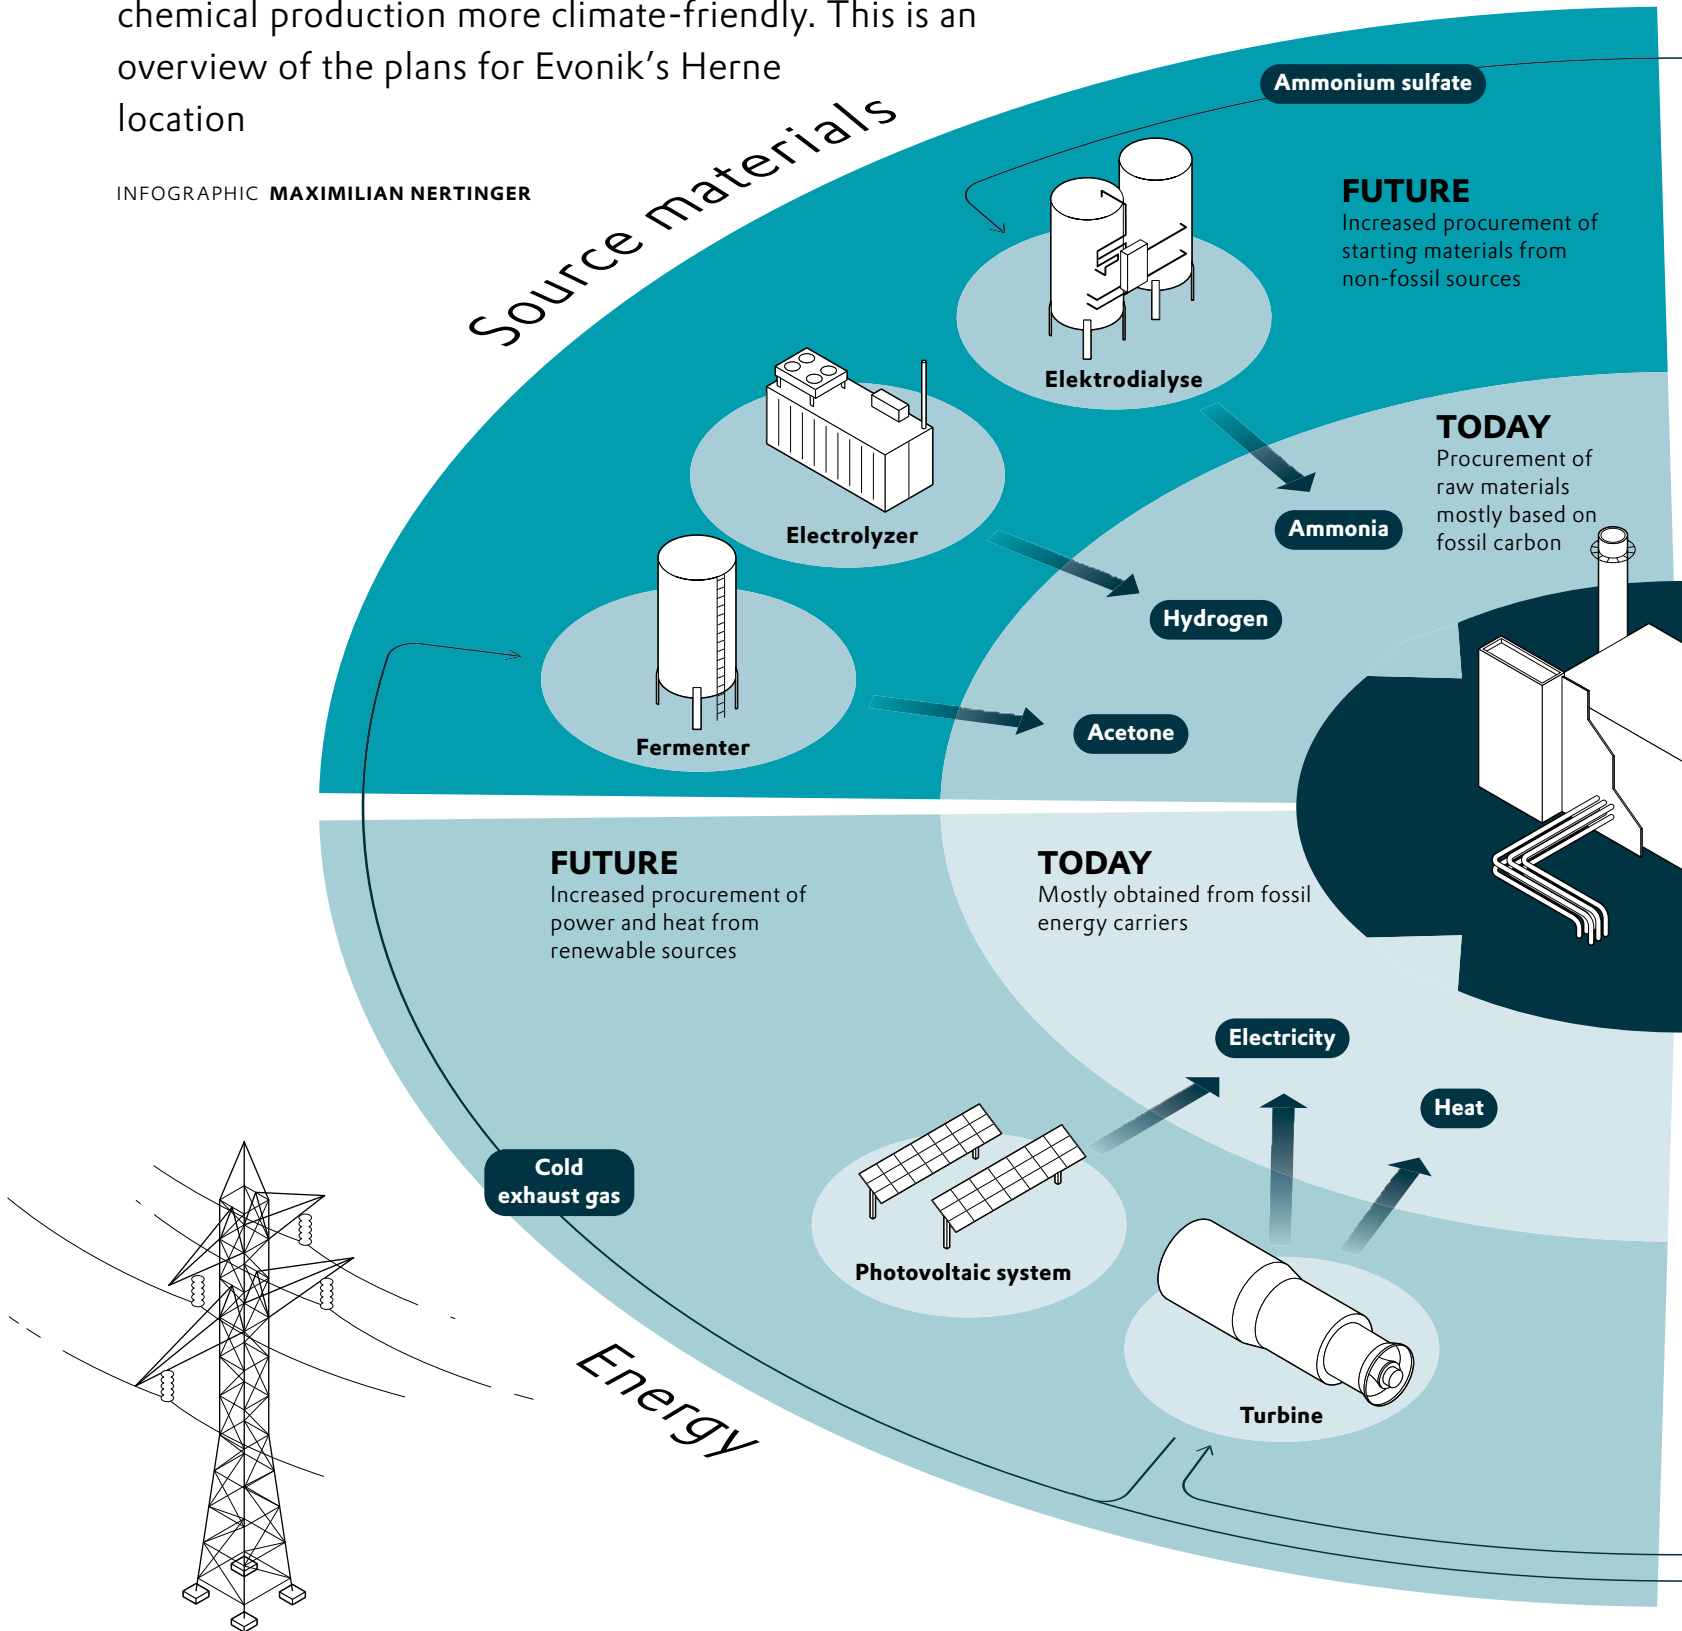 chemical production more climate-friendly. This is an
overview of the plans for Evonik’s Herne
location
INFOGRAPHIC MAXIMILIAN NERTINGER
Source materials
Ammonium sulfate
FUTURE
Increased procurement of
starting materials from
non-fossil sources
Elektrodialyse
TODAY
Procurement of
raw materials
mostly based on
fossil carbon
Electrolyzer
Ammonia
Hydrogen
Fermenter
Acetone
FUTURE
Increased procurement of
power and heat from
renewable sources
TODAY
Mostly obtained from fossil
energy carriers
Electricity
Heat
Cold
exhaust gas
Photovoltaic system
Turbine
Energy